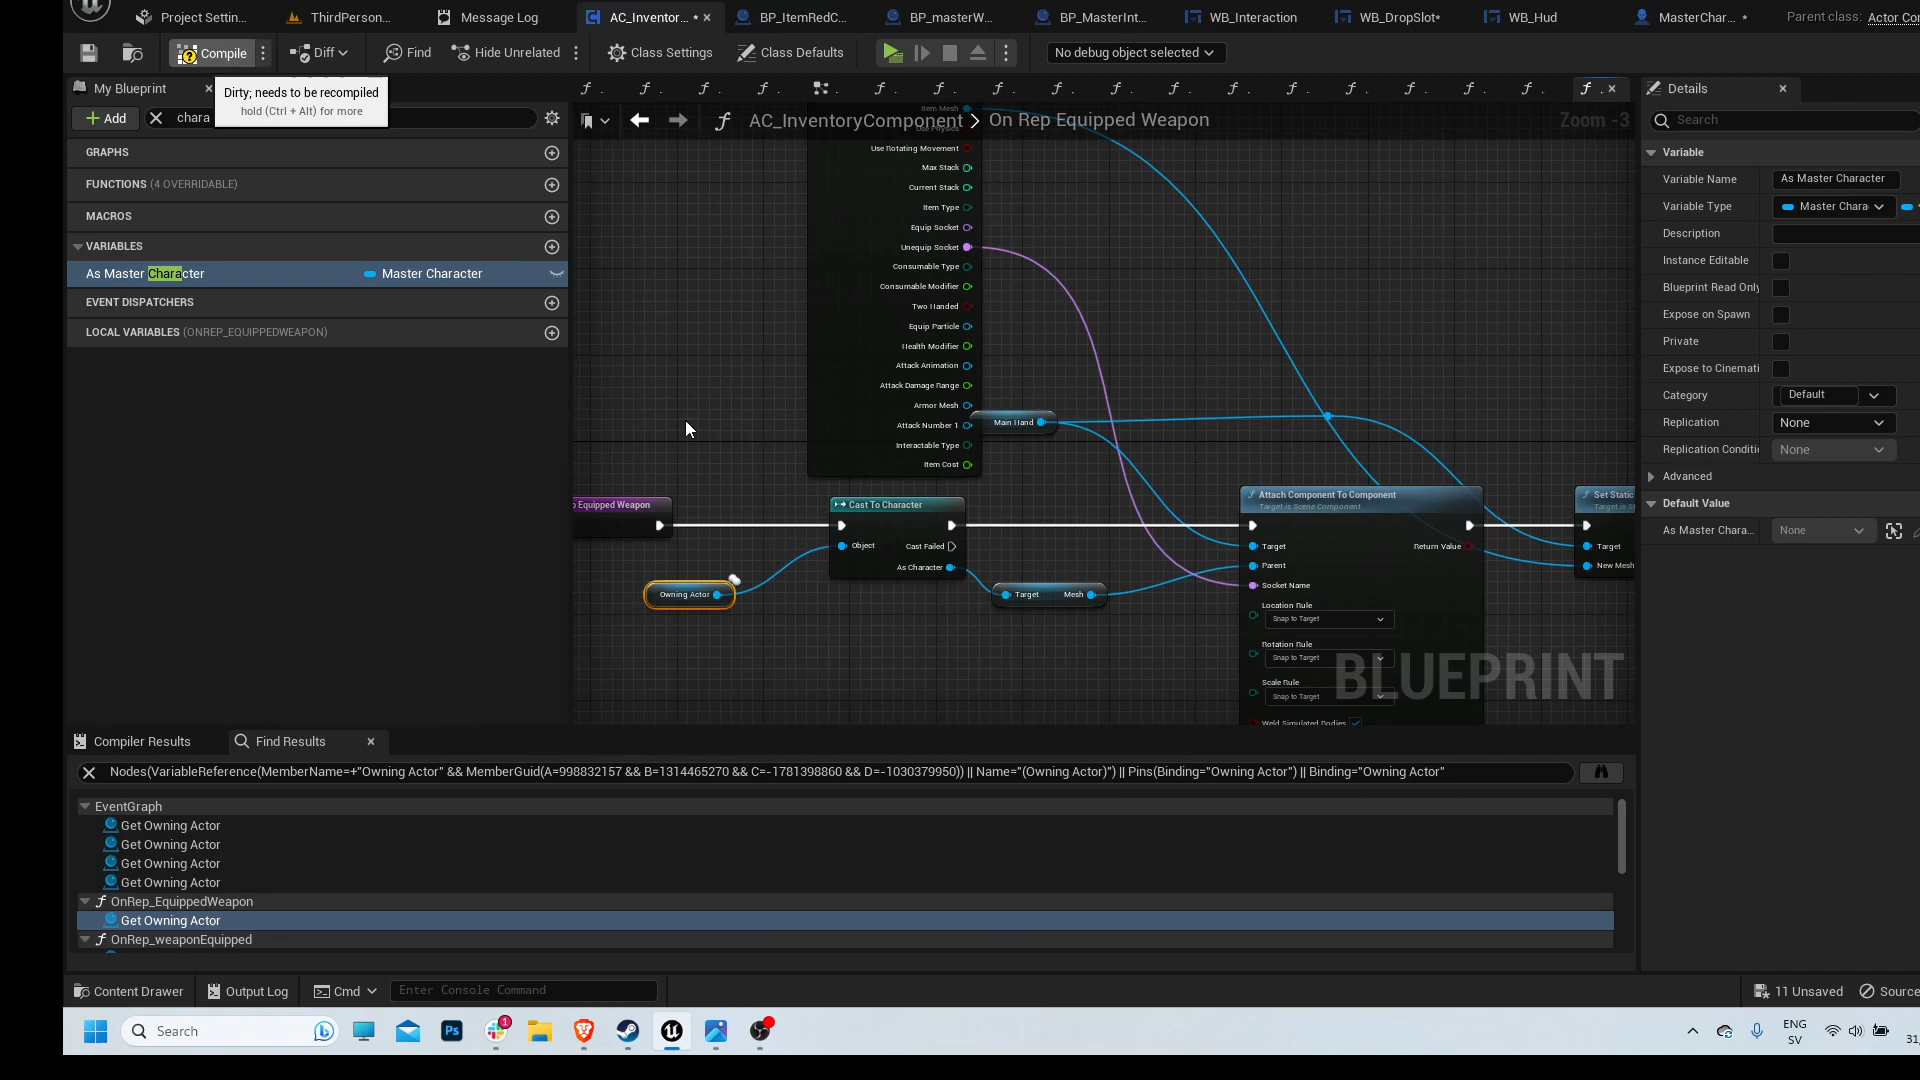 Project Settin...
ThirdPerson...
Message Log
AC_Inventor... *
BP_ItemRedC...
BP_masterW...
BP_MasterInt...
WB_Interaction
WB_DropSlot*
WB_Hud
MasterChar... *
Parent class: Actor Con
Compile
Diff
Find
Hide Unrelated
Class Settings
Class Defaults
No debug object selected
My Blueprint
Dirty; needs to be recompiled
hold (Ctrl + Alt) for more
Add
chara
GRAPHS
FUNCTIONS (4 OVERRIDABLE)
MACROS
VARIABLES
As Master Character
Master Character
EVENT DISPATCHERS
LOCAL VARIABLES (ONREP_EQUIPPEDWEAPON)
AC_InventoryComponent > On Rep Equipped Weapon
Zoom -3
Item Mesh
Use Physics
Use Rotating Movement
Max Stack
Current Stack
Item Type
Equip Socket
Unequip Socket
Consumable Type
Consumable Modifier
Two Handed
Equip Particle
Health Modifier
Attack Animation
Attack Damage Range
Armor Mesh
Attack Number 1
Interactable Type
Item Cost
Main Hand
p Equipped Weapon
Cast To Character
Object
Cast Failed
As Character
Owning Actor
Target
Mesh
Attach Component To Component
Target is Scene Component
Target
Return Value
Parent
Socket Name
Location Rule
Snap to Target
Rotation Rule
Snap to Target
Scale Rule
Snap to Target
Weld Simulated Bodies
Set Static
Target is St
Target
New Mesh
BLUEPRINT
Details
Search
Variable
Variable Name
As Master Character
Variable Type
Master Chara
Description
Instance Editable
Blueprint Read Only
Expose on Spawn
Private
Expose to Cinemati
Category
Default
Replication
None
Replication Conditio
None
Advanced
Default Value
As Master Chara...
None
Compiler Results
Find Results
Nodes(VariableReference(MemberName=+"Owning Actor" && MemberGuid(A=998832157 && B=1314465270 && C=-1781398860 && D=-1030379950)) || Name="(Owning Actor)") || Pins(Binding="Owning Actor") || Binding="Owning Actor"
EventGraph
Get Owning Actor
Get Owning Actor
Get Owning Actor
Get Owning Actor
OnRep_EquippedWeapon
Get Owning Actor
OnRep_weaponEquipped
Content Drawer
Output Log
Cmd
Enter Console Command
11 Unsaved
Source
Search
Ps
1
ENG
SV
31,